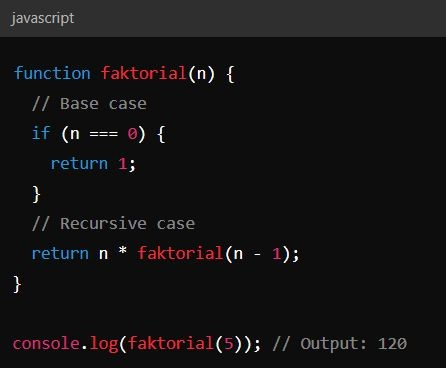 javascript
function faktorial(n) {
  // Base case
  if (n === 0) {
    return 1;
  }
  // Recursive case
  return n * faktorial(n - 1);
}
console.log(faktorial(5)); // Output: 120